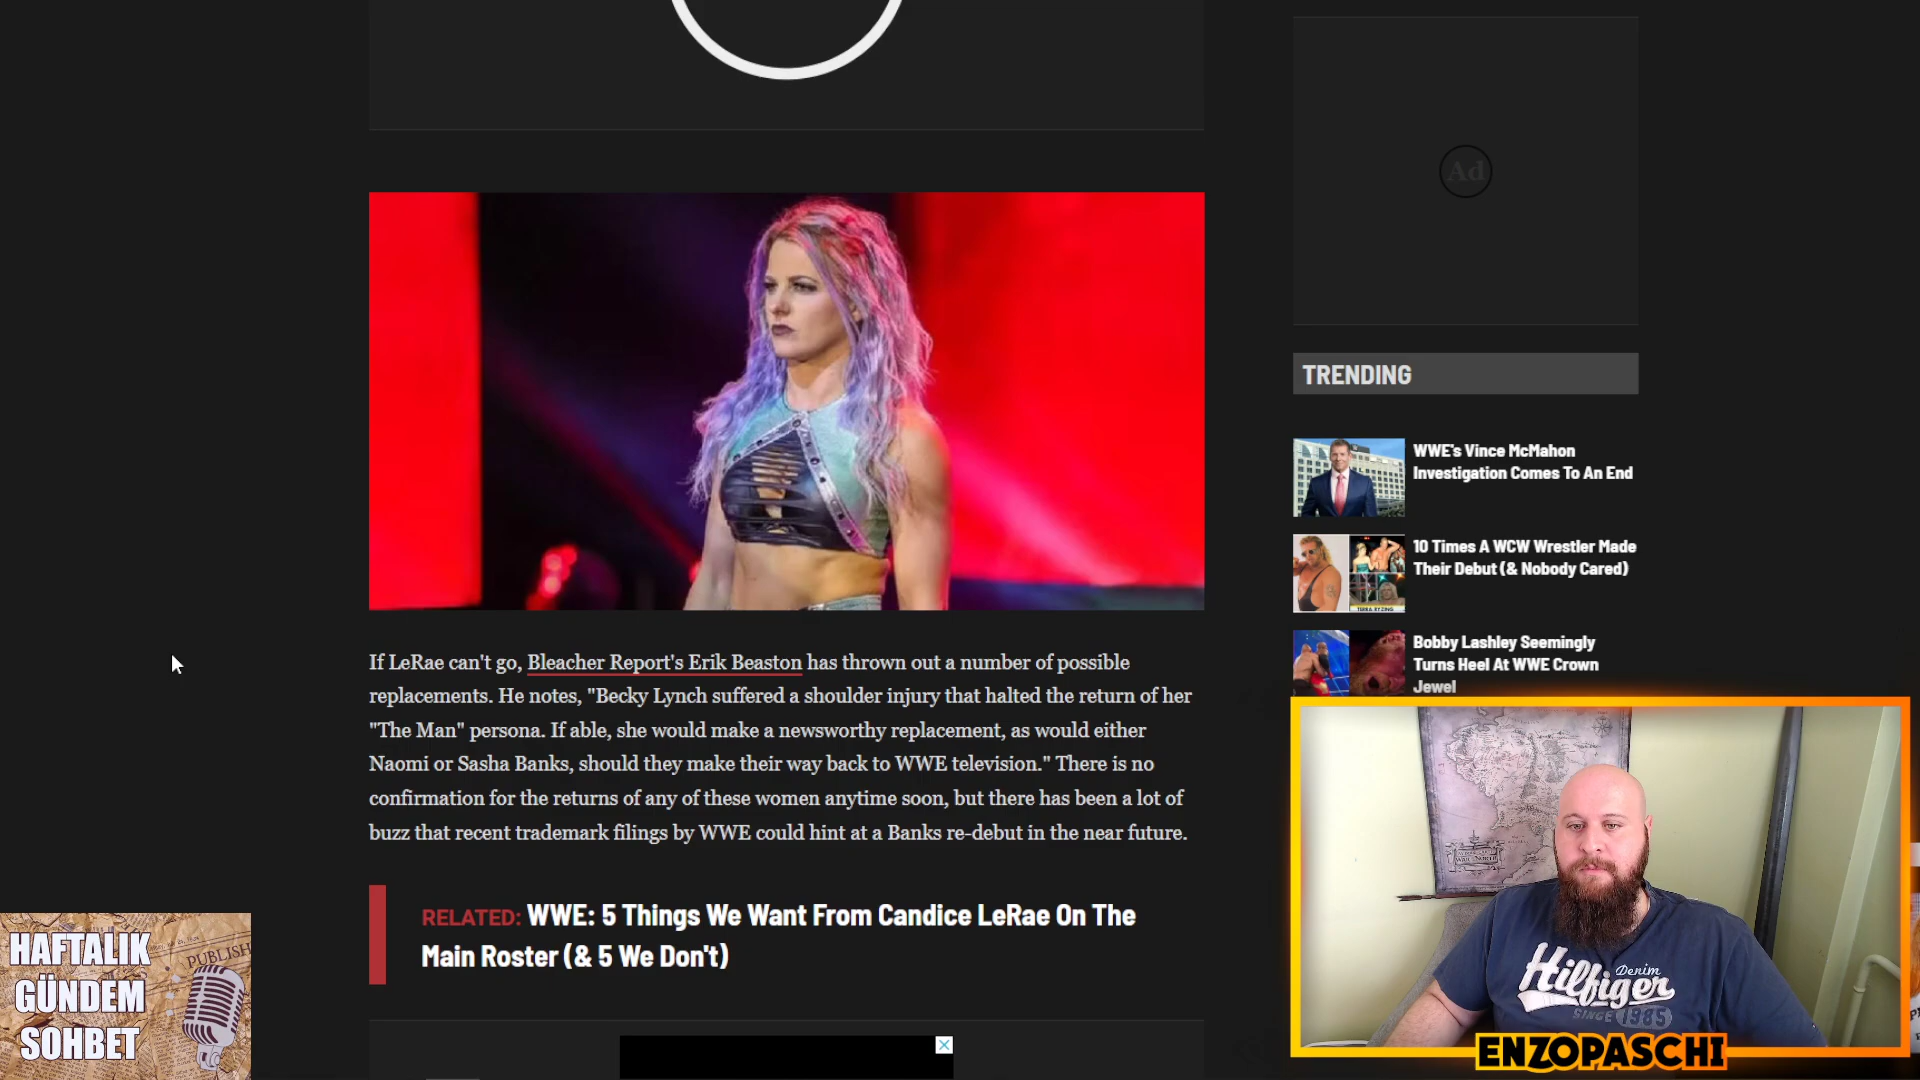 Ad
TRENDING
WWE's Vince McMahon
Investigation Comes To An End
10 Times A WCW Wrestler Made
Their Debut (& Nobody Cared)
Bobby Lashley Seemingly
Turns Heel At WWE Crown
Jewel
If LeRae can't go, Bleacher Report's Erik Beaston has thrown out a number of possible
replacements. He notes, "Becky Lynch suffered a shoulder injury that halted the return of her
"The Man" persona. If able, she would make a newsworthy replacement, as would either
Naomi or Sasha Banks, should they make their way back to WWE television." There is no
confirmation for the returns of any of these women anytime soon, but there has been a lot of
buzz that recent trademark filings by WWE could hint at a Banks re-debut in the near future.
RELATED: WWE: 5 Things We Want From Candice LeRae On The
Main Roster (& 5 We Don't)
HAFTALIK
GÜNDEM
SOHBET
PUBLISH
Hilfiger
Denim
SINCE 1985
ENZOPASCHI